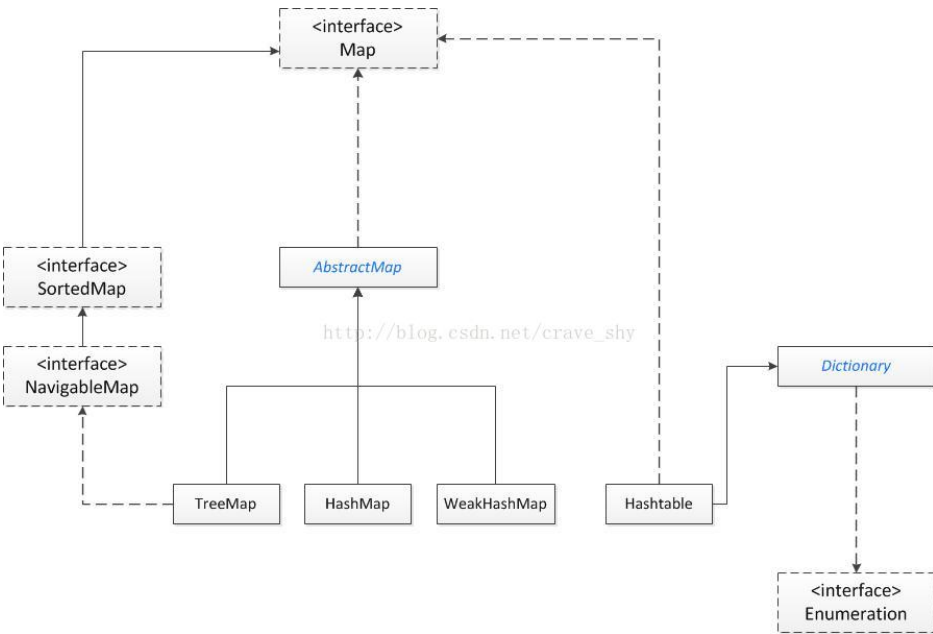 <interface>
Map
<interface>
SortedMap
AbstractMap
http://blog.csdn.net/crave_shy
<interface>
NavigableMap
Dictionary
TreeMap
HashMap
WeakHashMap
Hashtable
<interface>
Enumeration